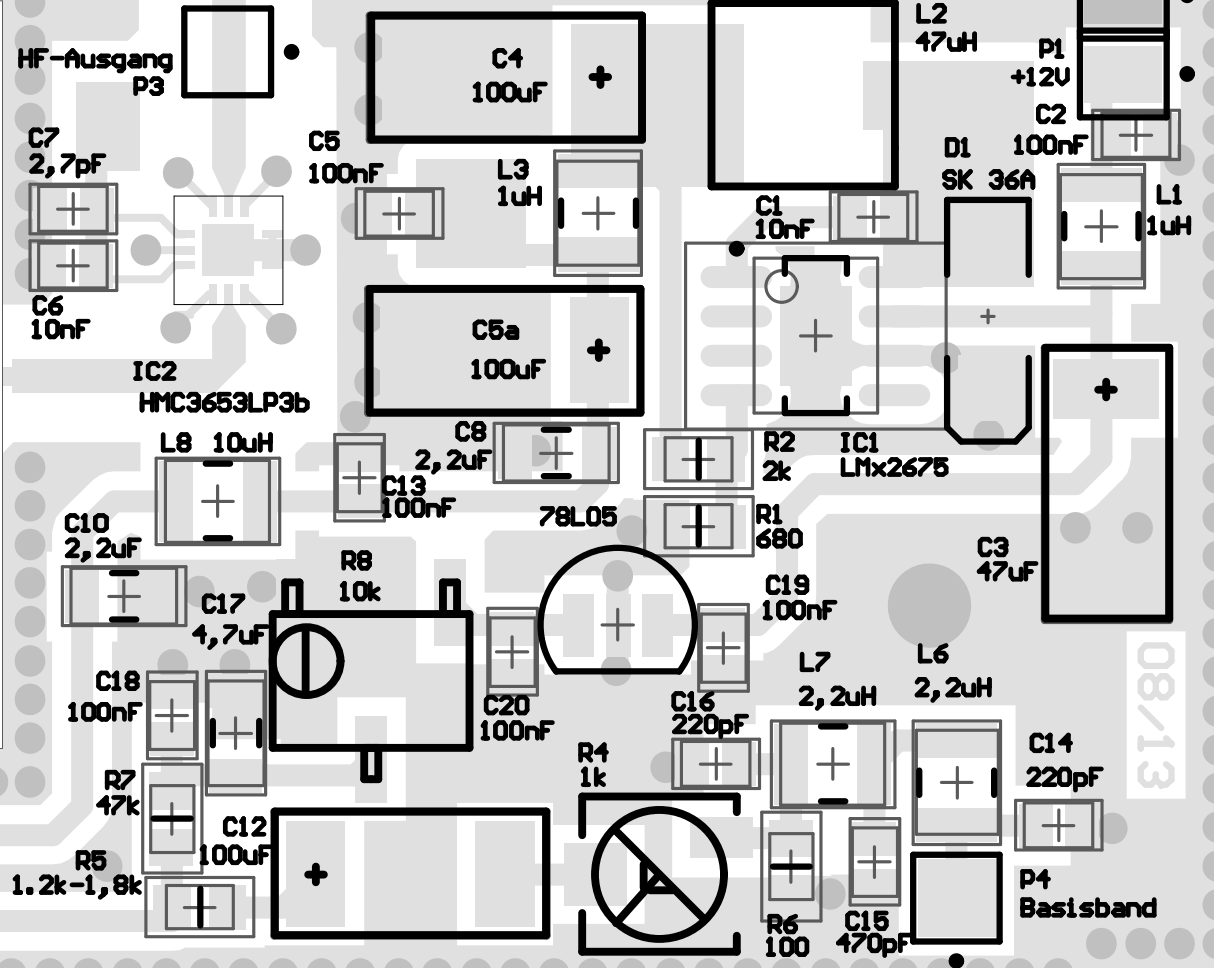 HF-Ausgang
P3
C4
100uF
L2
47uH
P1
+12V
C2
100nF
C7
2,7pF
C5
100nF
L3
1uH
D1
SK 36A
C1
10nF
L1
1uH
C6
10nF
C5a
100uF
IC2
HMC3653LP3b
L8 10uH
C8
2,2uF
R2
2k
IC1
LMx2675
C13
100nF
78L05
R1
680
C10
2,2uF
C3
47uF
R8
10k
C17
4,7uF
C19
100nF
C18
100nF
C20
100nF
C16
220pF
L7
2,2uH
L6
2,2uH
08/13
R4
1k
C14
220pF
R7
47k
C12
100uF
R5
1.2k-1,8k
R6
100
C15
470pF
P4
Basisband